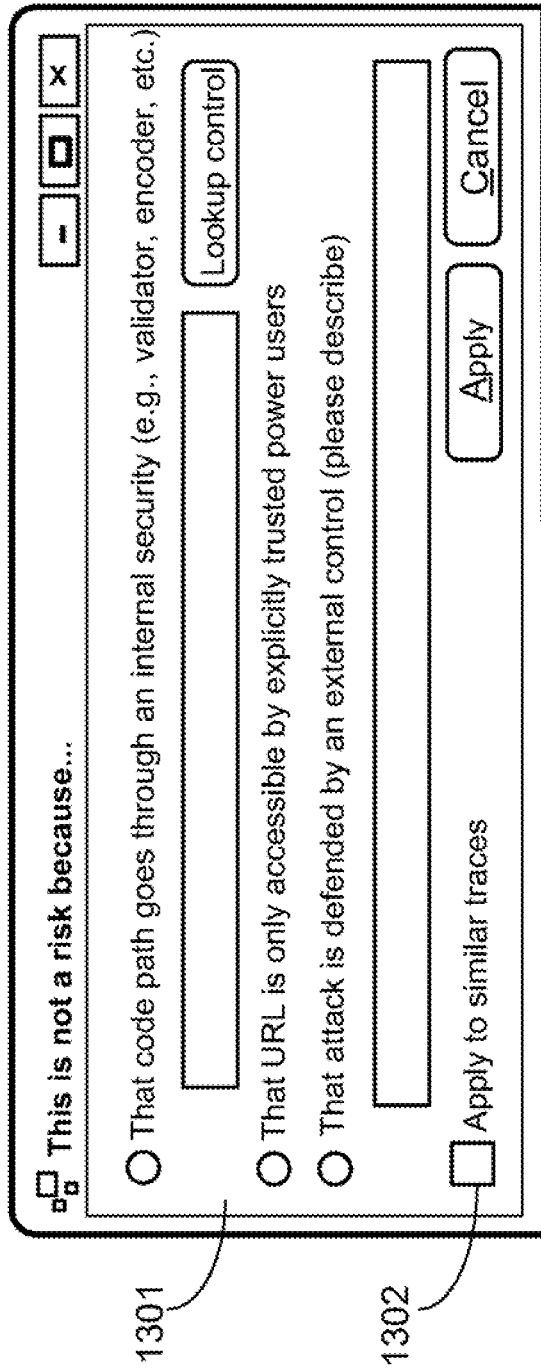 This is not a risk because...
That code path goes through an internal security (e.g., validator, encoder, etc.)
Lookup control
That URL is only accessible by explicitly trusted power users
That attack is defended by an external control (please describe)
Apply to similar traces
Apply
Cancel
1301
1302